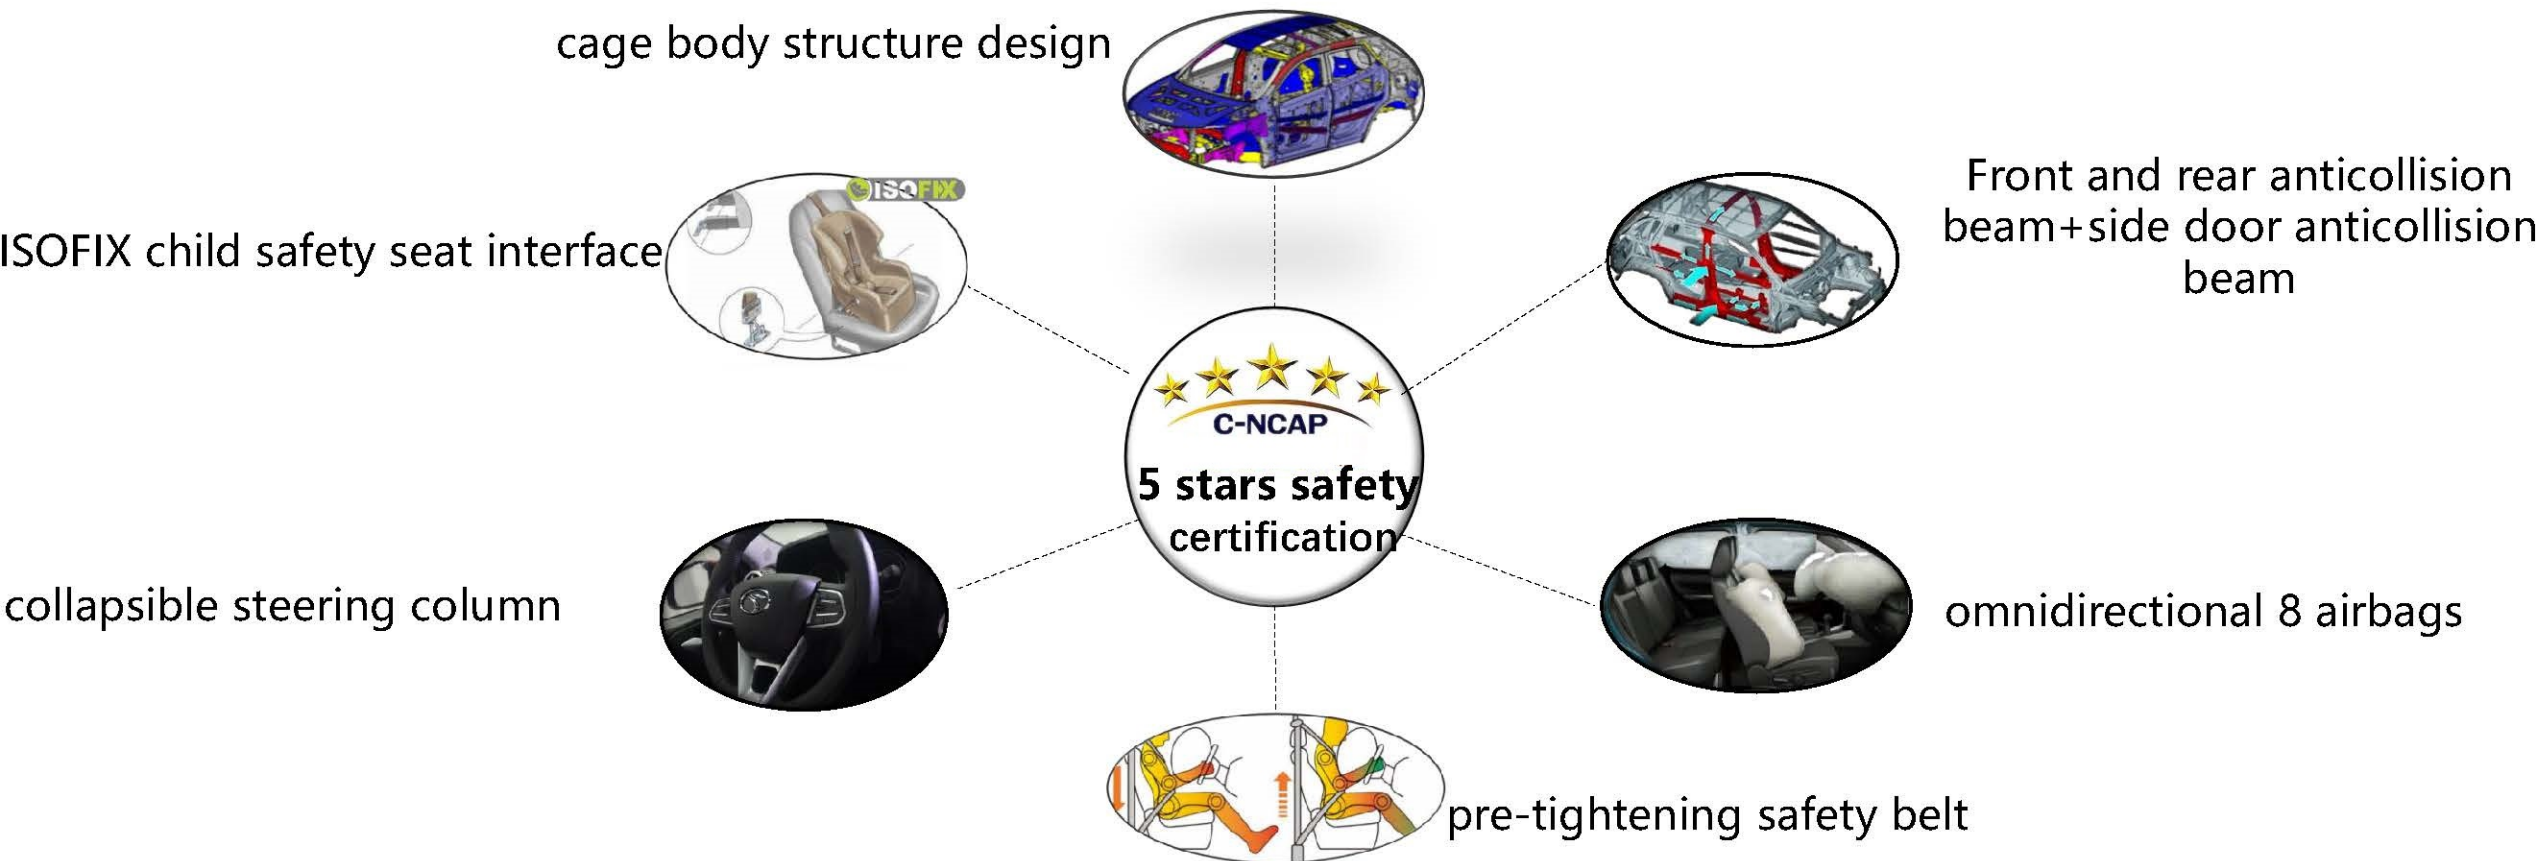 cage body structure design
ISOFIX
ISOFIX child safety seat interface
Front and rear anticollision
beam+side door anticollision
beam
C-NCAP
5 stars safety
certification
collapsible steering column
omnidirectional 8 airbags
pre-tightening safety belt